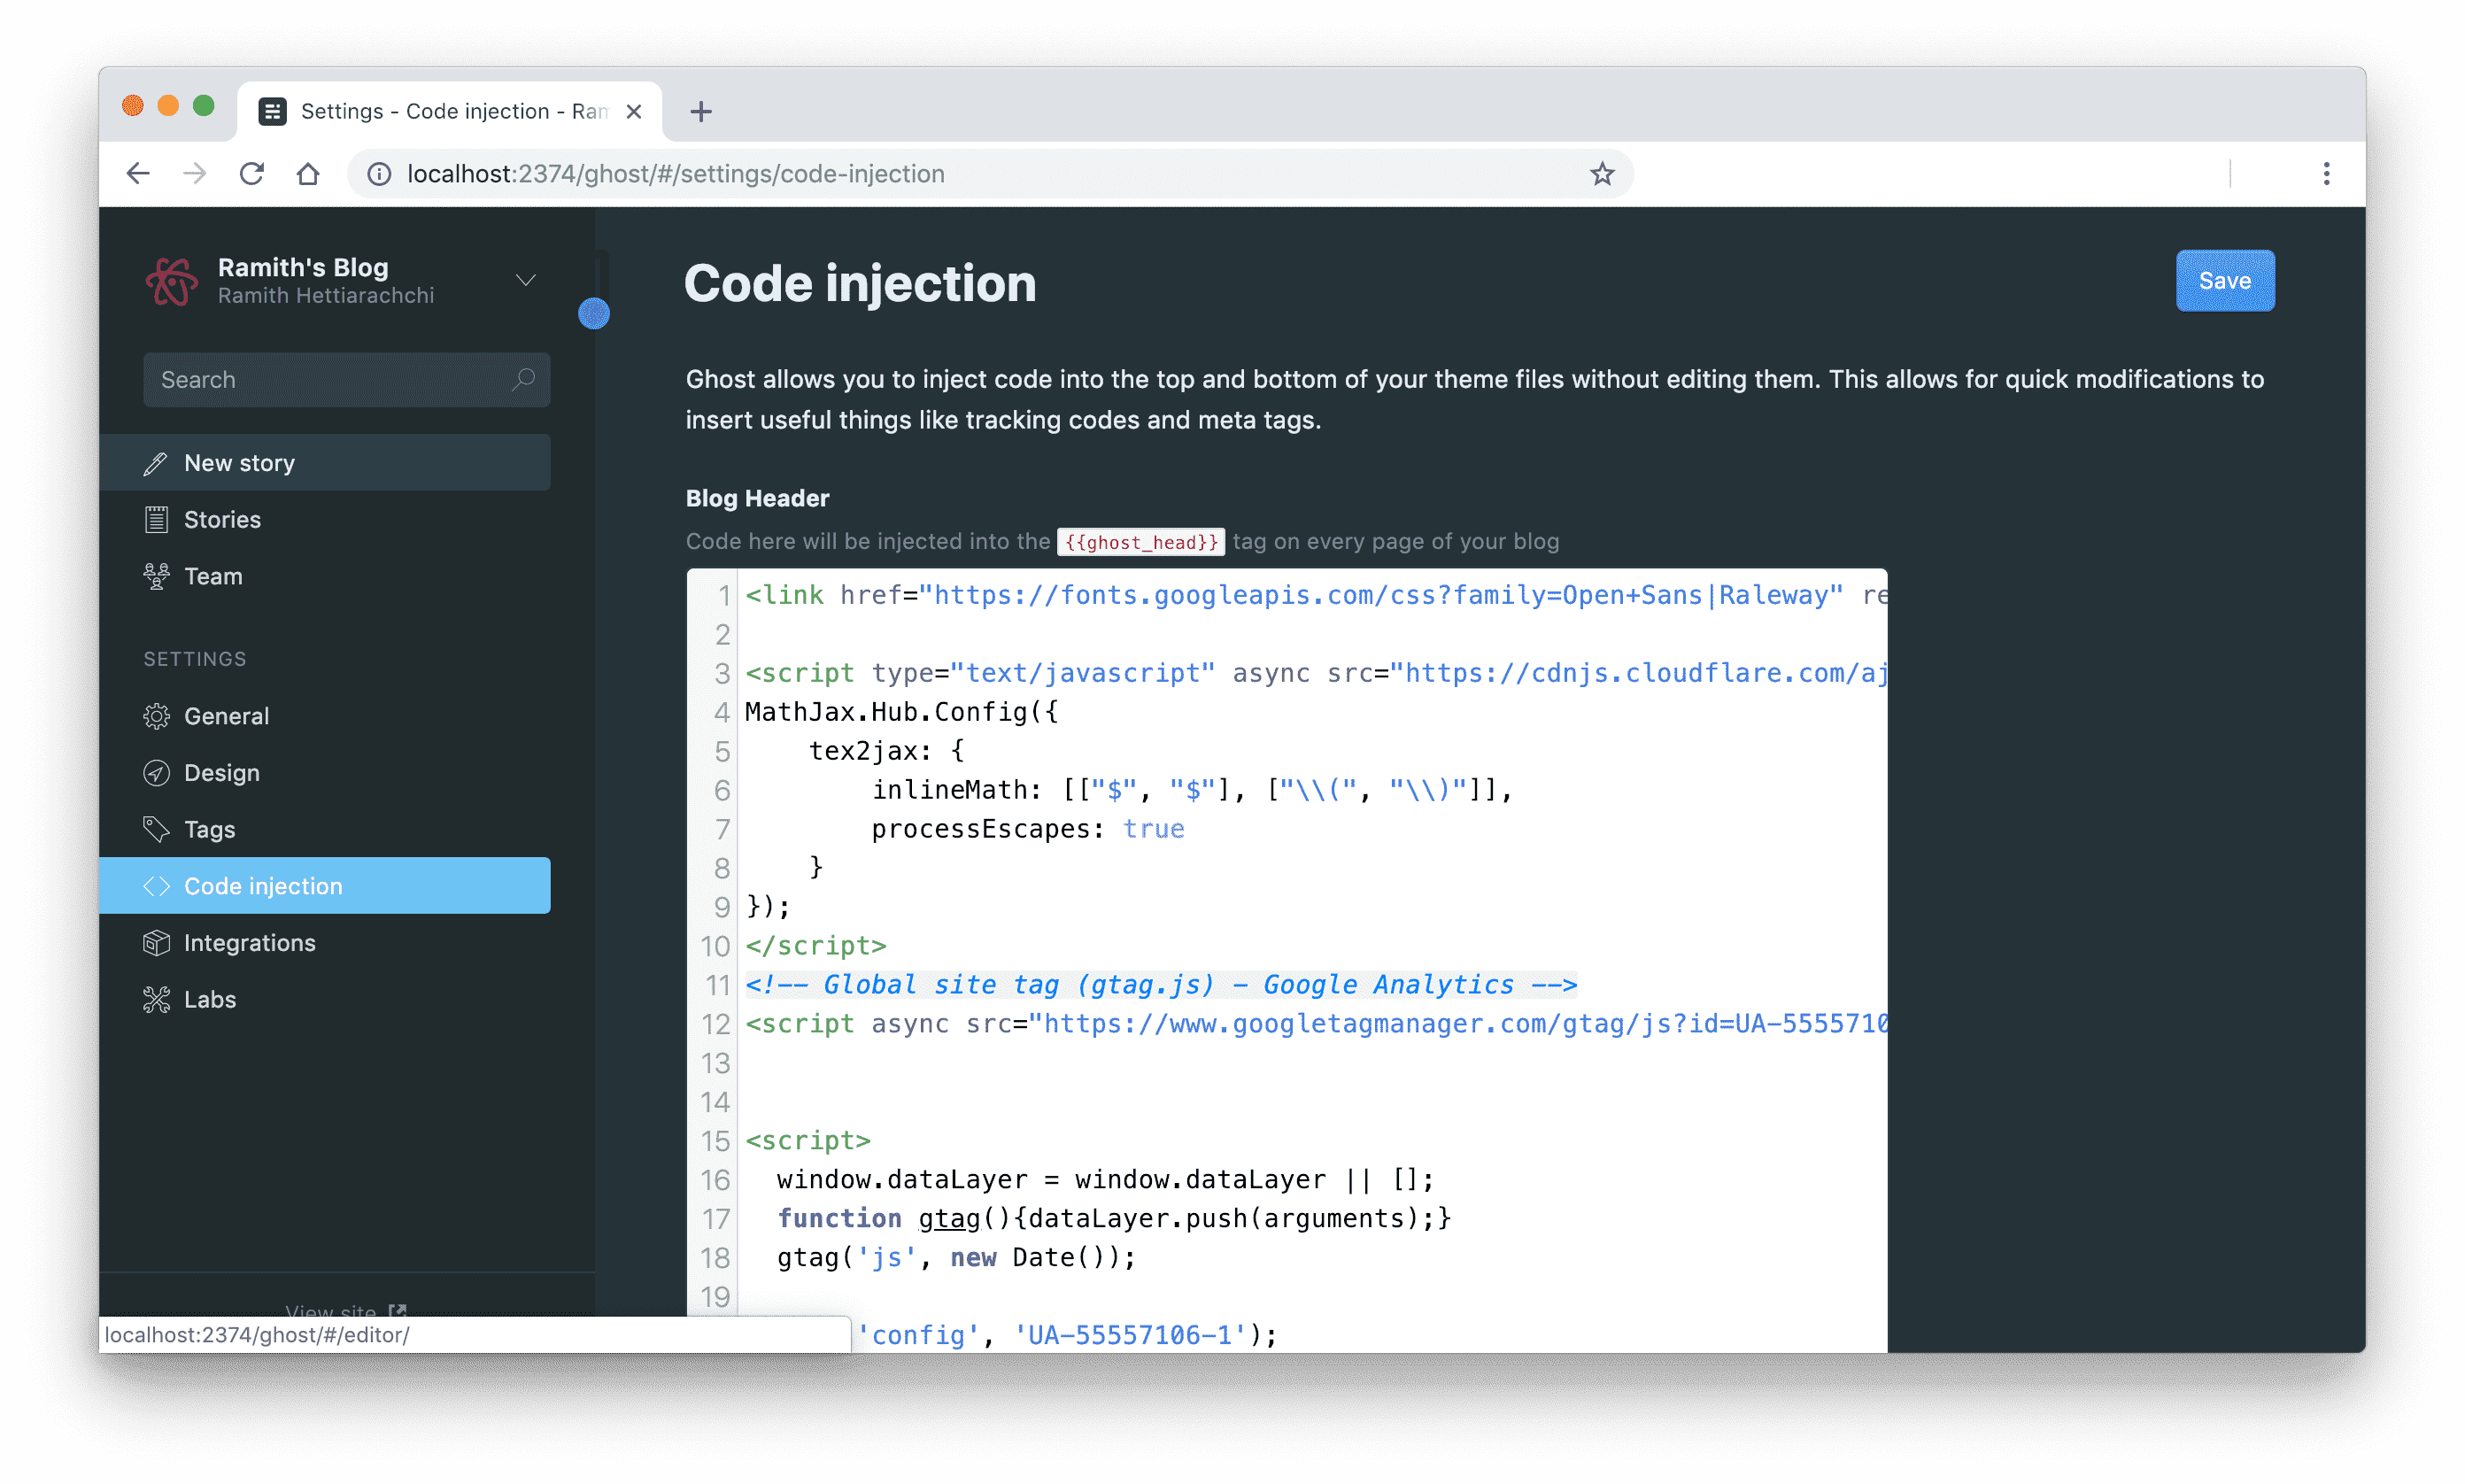 Settings - Code injection - Ram
localhost:2374/ghost/#/settings/code-injection
Ramith's Blog
Ramith Hettiarachchi
Search
New story
Stories
Team
SETTINGS
General
Design
Tags
Code injection
Integrations
Labs
View site
localhost:2374/ghost/#/editor/
Code injection
Save
Ghost allows you to inject code into the top and bottom of your theme files without editing them. This allows for quick modifications to
insert useful things like tracking codes and meta tags.
Blog Header
Code here will be injected into the {{ghost_head}} tag on every page of your blog
1 <link href="https://fonts.googleapis.com/css?family=Open+Sans|Raleway" re
2
3 <script type="text/javascript" async src="https://cdnjs.cloudflare.com/aj
4 MathJax.Hub.Config({
5     tex2jax: {
6         inlineMath: [["$", "$"], ["\\(", "\\)"]],
7         processEscapes: true
8     }
9 });
10 </script>
11 <!-- Global site tag (gtag.js) - Google Analytics -->
12 <script async src="https://www.googletagmanager.com/gtag/js?id=UA-5555710
13
14
15 <script>
16   window.dataLayer = window.dataLayer || [];
17   function gtag(){dataLayer.push(arguments);}
18   gtag('js', new Date());
19
'config', 'UA-55557106-1');